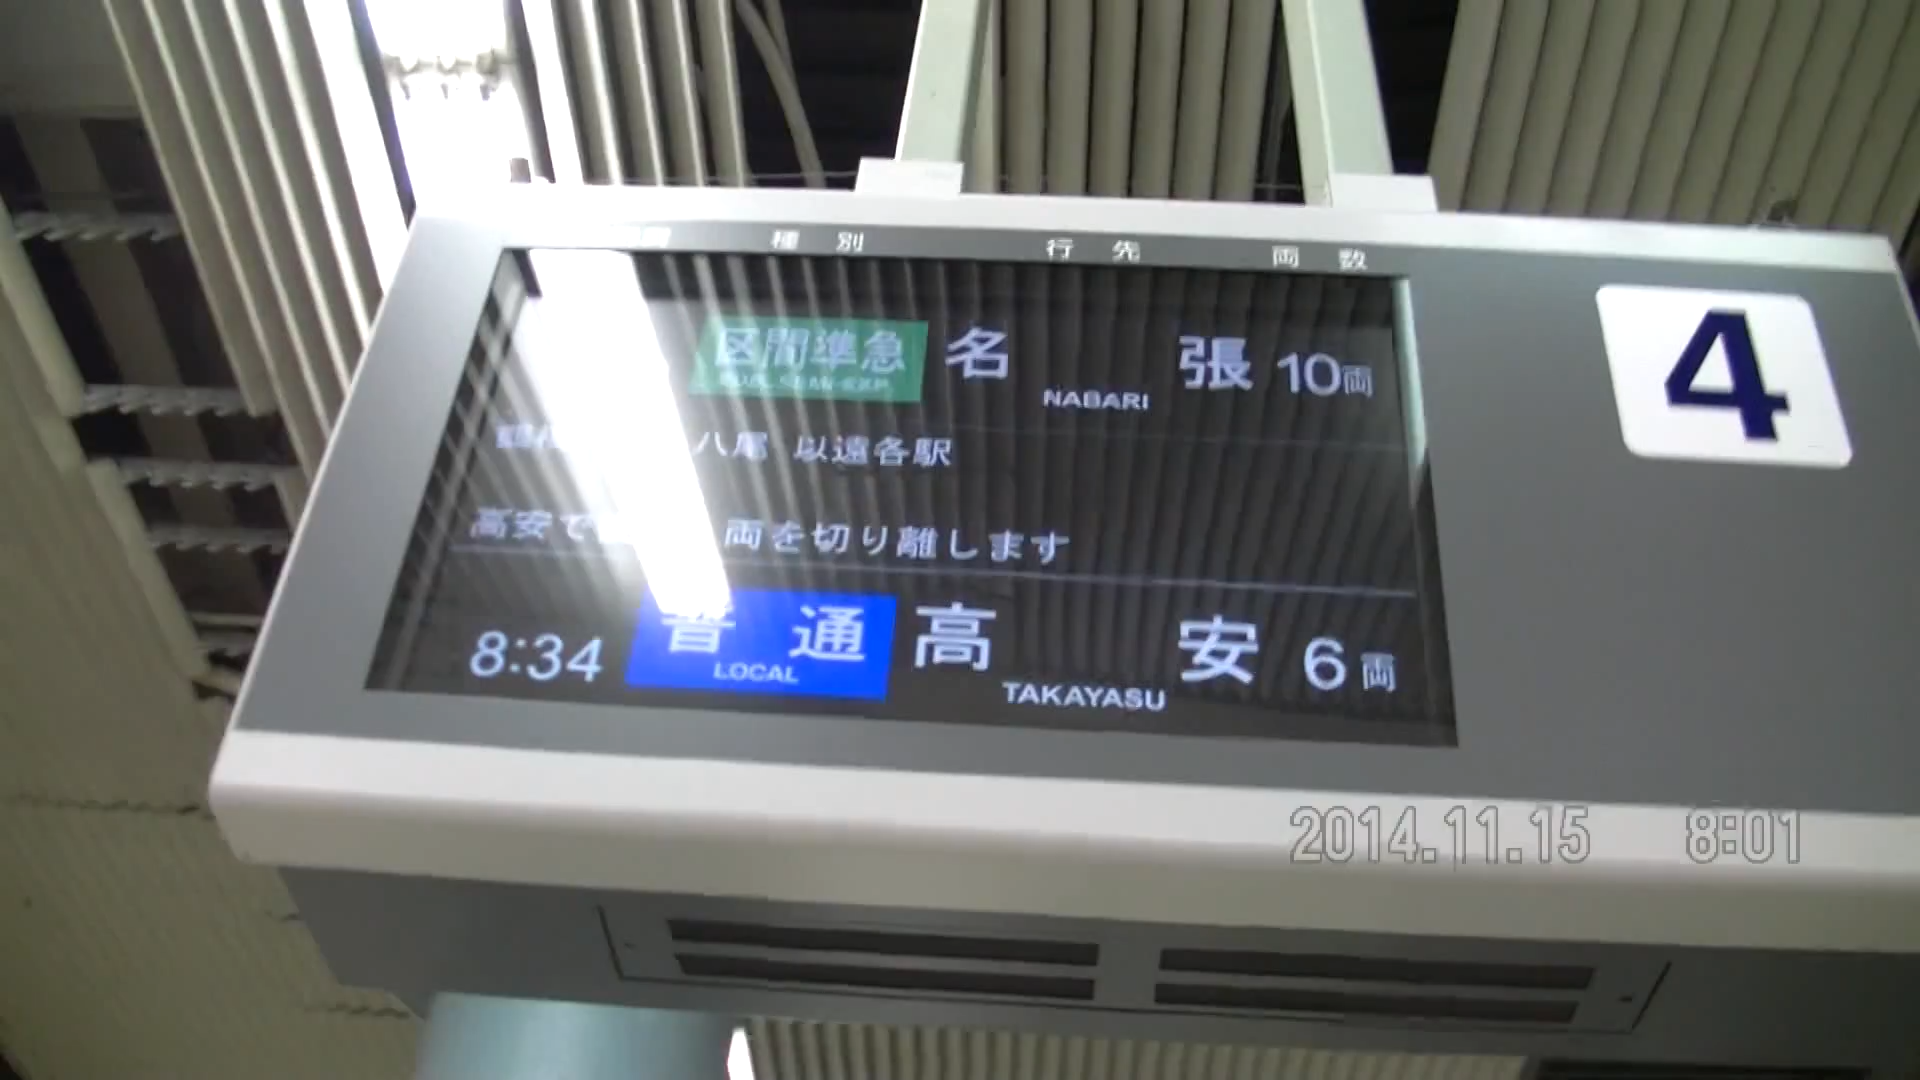 種別 行先 両数
区間準急 名張 10両
NABARI
八尾 以遠各駅
高安で 両を切り離します
8:34 普通 高安 6両
LOCAL TAKAYASU
4
2014.11.15 8:01